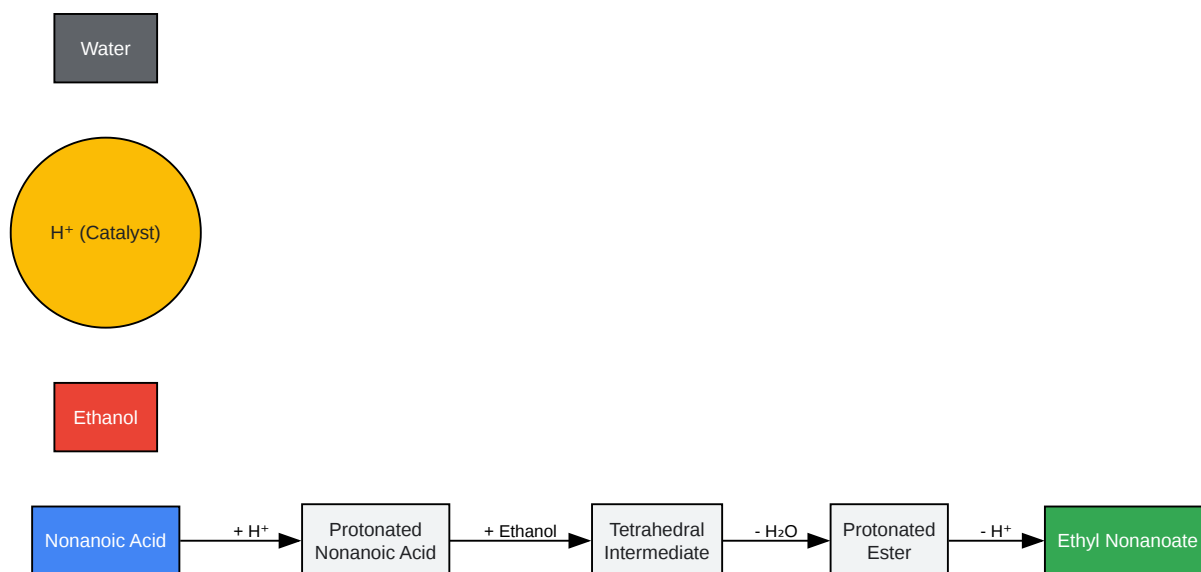 Water
H⁺ (Catalyst)
Ethanol
Nonanoic Acid
+ H⁺
Protonated
Nonanoic Acid
+ Ethanol
Tetrahedral
Intermediate
- H₂O
Protonated
Ester
- H⁺
Ethyl Nonanoate